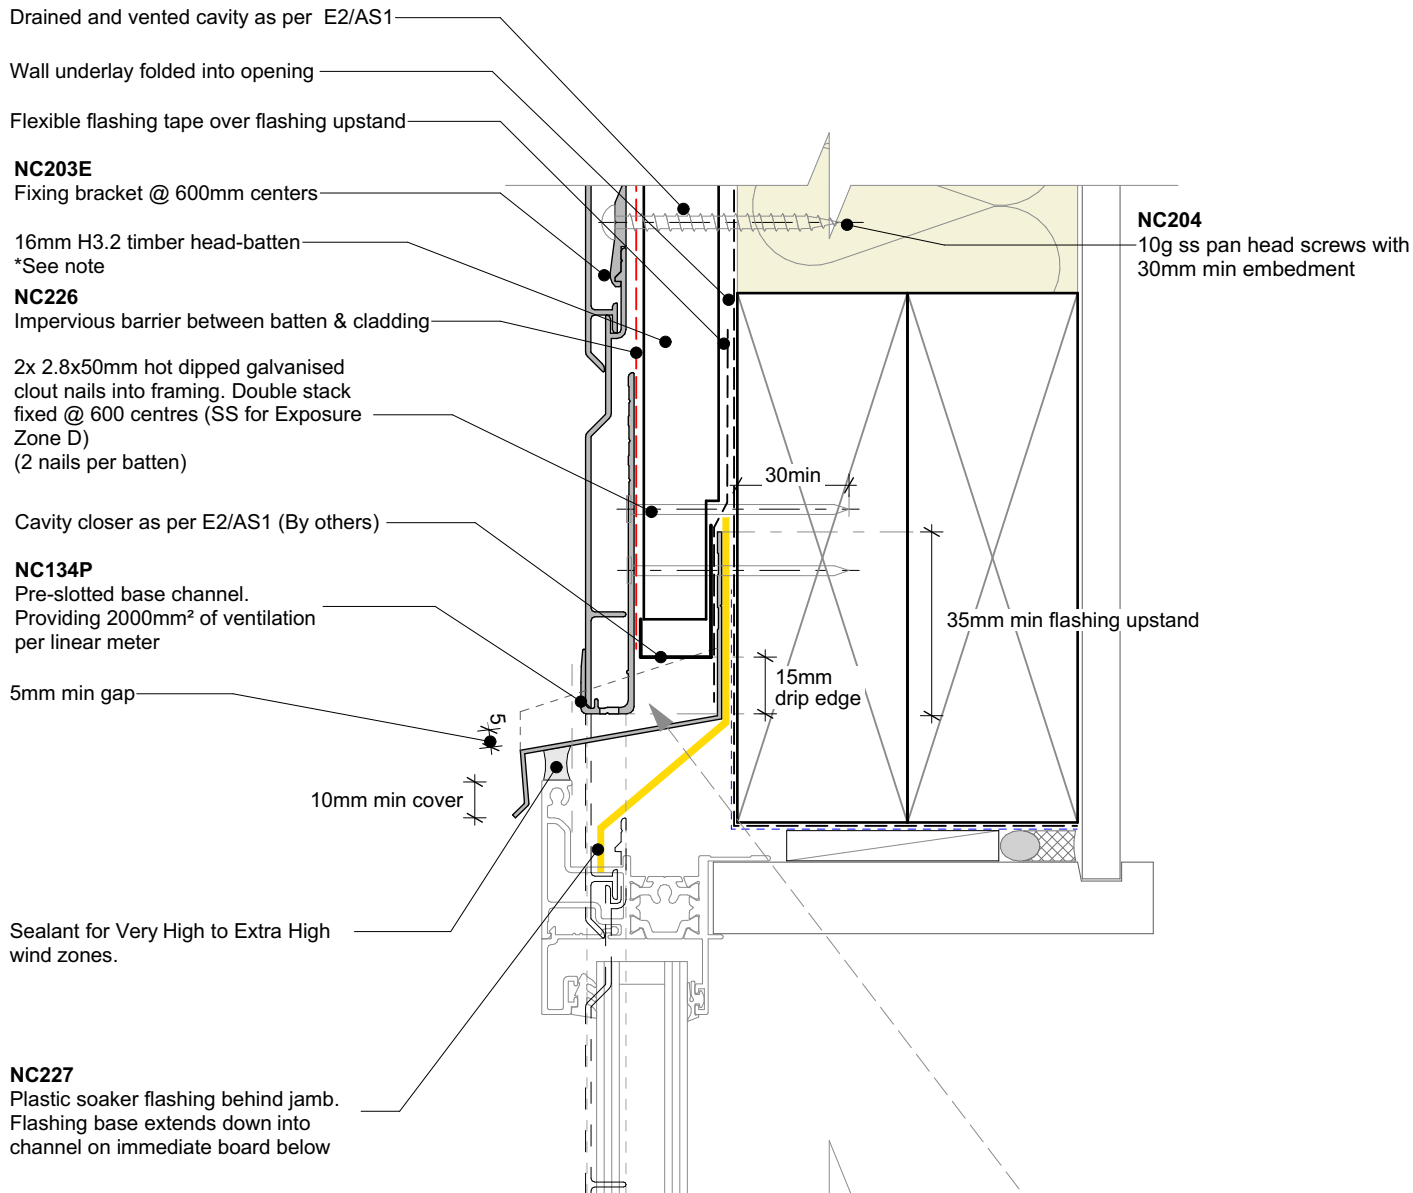 Drained and vented cavity as per E2/AS1
Wall underlay folded into opening
Flexible flashing tape over flashing upstand
NC203E
Fixing bracket @ 600mm centers
16mm H3.2 timber head-batten
*See note
NC226
Impervious barrier between batten & cladding
2x 2.8x50mm hot dipped galvanised
clout nails into framing. Double stack
fixed @ 600 centres (SS for Exposure
Zone D)
(2 nails per batten)
Cavity closer as per E2/AS1 (By others)
NC134P
Pre-slotted base channel.
Providing 2000mm² of ventilation
per linear meter
5mm min gap
5
10mm min cover
Sealant for Very High to Extra High
wind zones.
NC227
Plastic soaker flashing behind jamb.
Flashing base extends down into
channel on immediate board below
NC204
10g ss pan head screws with
30mm min embedment
30min
35mm min flashing upstand
15mm
drip edge